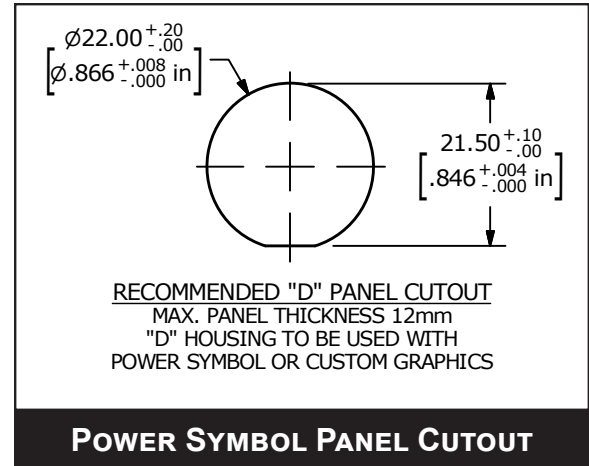 Ø22.00 +.20 -.00
[Ø.866 +.008 -.000 in]
21.50 +.10 -.00
[.846 +.004 -.000 in]
RECOMMENDED "D" PANEL CUTOUT
MAX. PANEL THICKNESS 12mm
"D" HOUSING TO BE USED WITH
POWER SYMBOL OR CUSTOM GRAPHICS
POWER SYMBOL PANEL CUTOUT